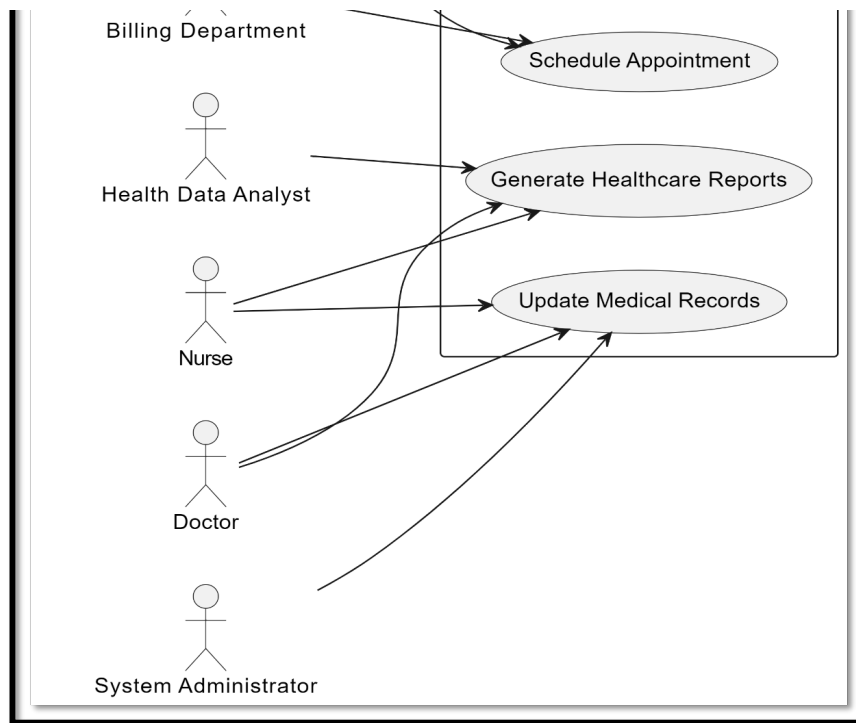 Billing Department
Schedule Appointment
Health Data Analyst
Generate Healthcare Reports
Nurse
Update Medical Records
Doctor
System Administrator